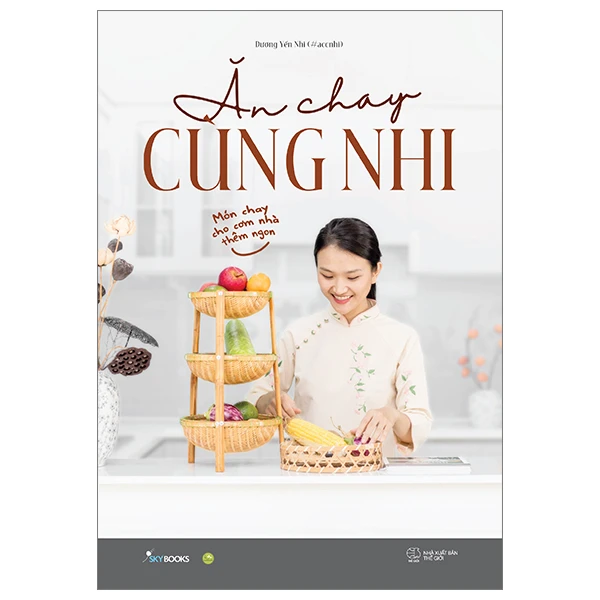 Dương Yến Nhi (#accnhi)
Ăn chay
CÙNG NHI
Món chay
cho cơm nhà
thêm ngon
SKYBOOKS
NHÀ XUẤT BẢN
THẾ GIỚI